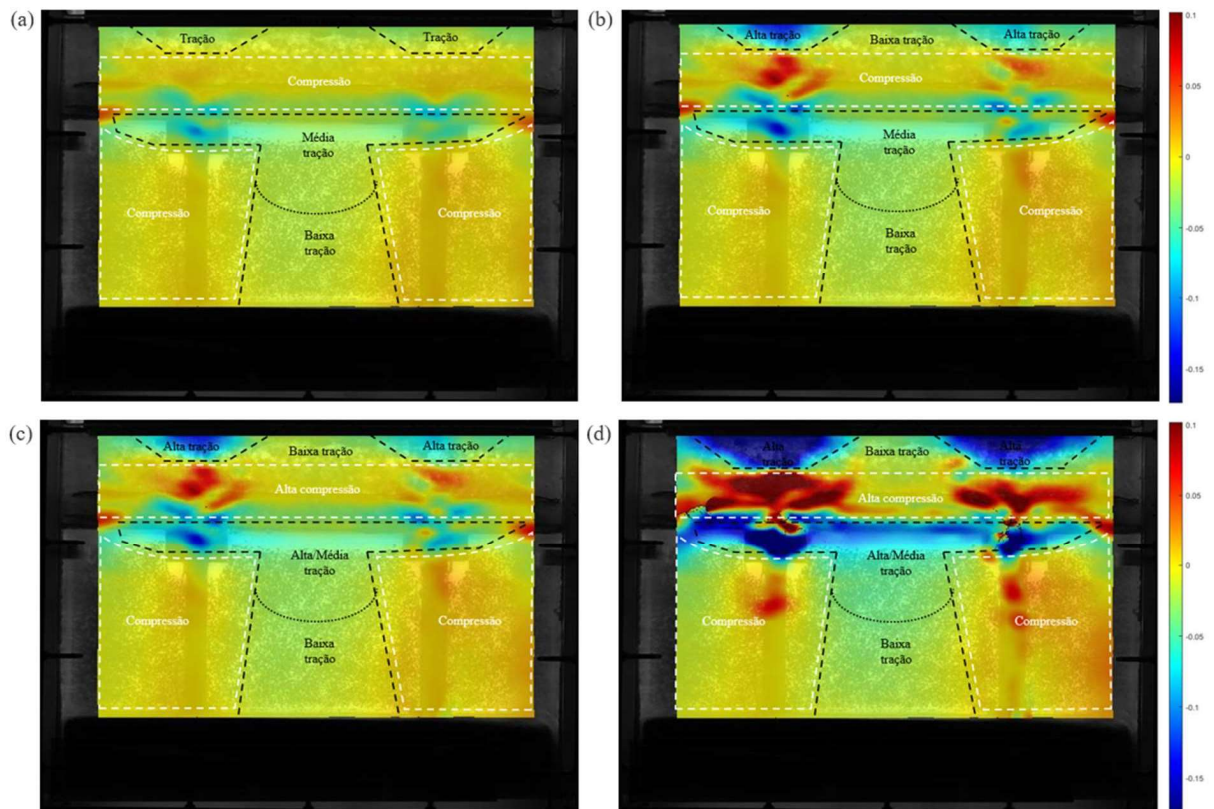 (a)
Tração
Tração
Compressão
Média
tração
Compressão
Compressão
Baixa
tração
(b)
Alta tração
Baixa tração
Alta tração
Compressão
Média
tração
Compressão
Compressão
Baixa
tração
0.1
0.05
0
-0.05
-0.1
-0.15
(c)
Alta tração
Baixa tração
Alta tração
Alta compressão
Alta/Média
tração
Compressão
Compressão
Baixa
tração
(d)
Alta
tração
Baixa tração
Alta
tração
Alta compressão
Alta/Média
tração
Compressão
Compressão
Baixa
tração
0.1
0.05
0
-0.05
-0.1
-0.15